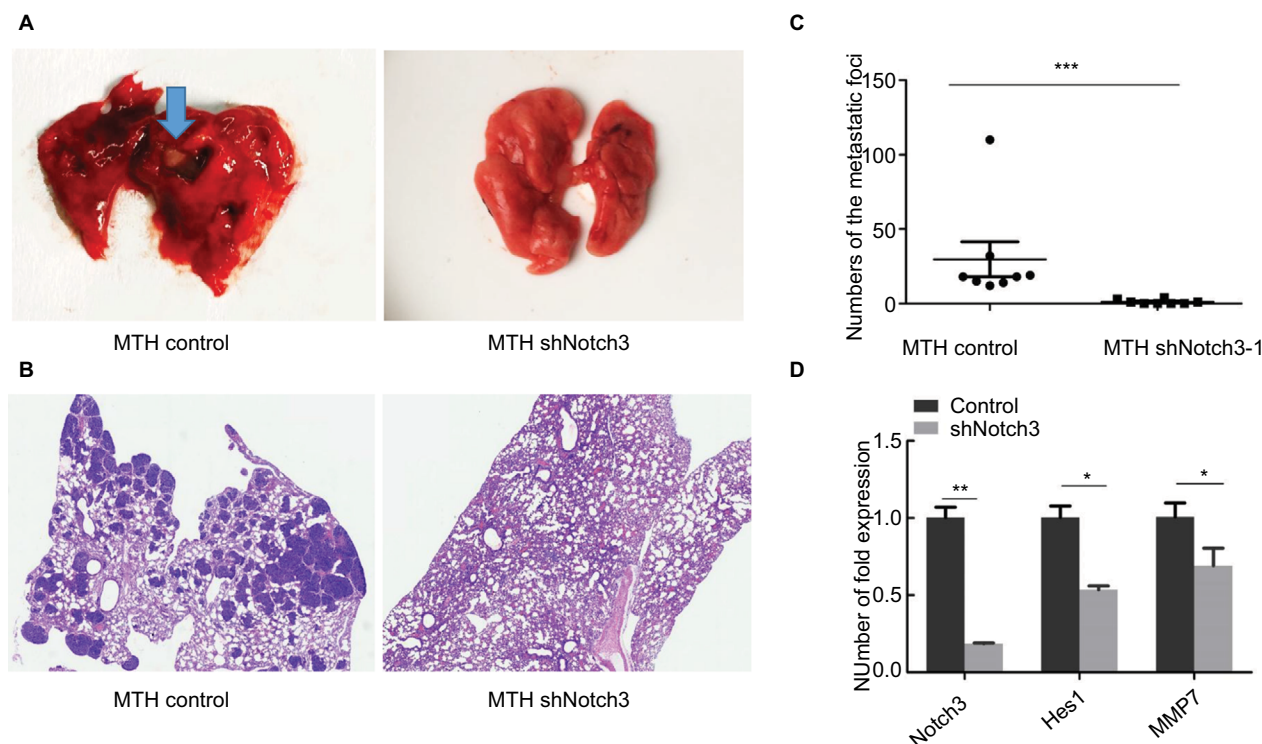 A
MTH control
MTH shNotch3
B
MTH control
MTH shNotch3
C
Numbers of the metastatic foci
150
100
50
0
***
MTH control
MTH shNotch3-1
D
Control
shNotch3
NUmber of fold expression
1.5
1.0
0.5
0.0
**
*
*
Notch3
Hes1
MMP7